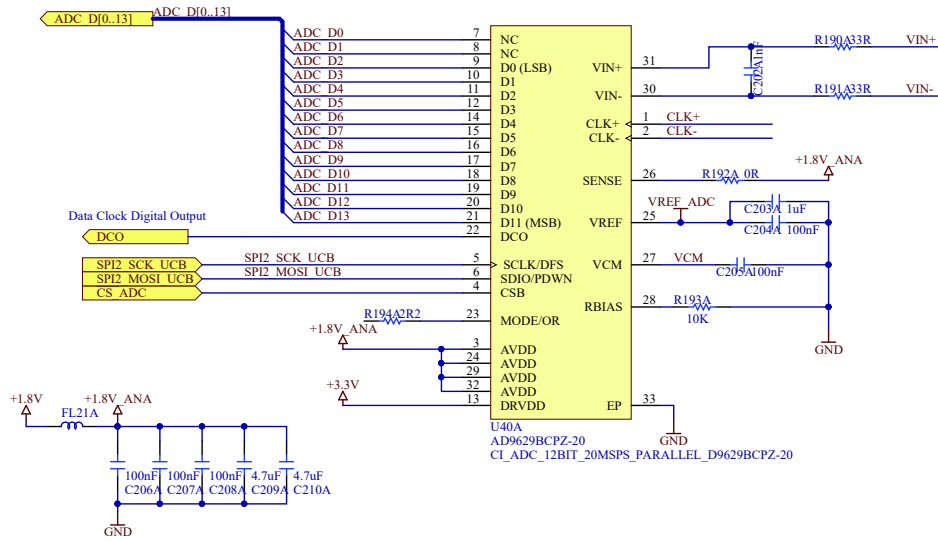 ADC_D[0..13]
ADC_D[0..13]
ADC_D0
ADC_D1
ADC_D2
ADC_D3
ADC_D4
ADC_D5
ADC_D6
ADC_D7
ADC_D8
ADC_D9
ADC_D10
ADC_D11
ADC_D12
ADC_D13
7
8
9
10
11
12
14
15
16
17
18
19
20
21
22
NC
NC
D0 (LSB)
D1
D2
D3
D4
D5
D6
D7
D8
D9
D10
D11 (MSB)
DCO
Data Clock Digital Output
DCO
SPI2_SCK_UCB
SPI2_MOSI_UCB
CS_ADC
SPI2_SCK_UCB
SPI2_MOSI_UCB
5
6
4
SCLK/DFS
SDIO/PDWN
CSB
R194A 2R2
23
MODE/OR
+1.8V_ANA
3
24
29
32
AVDD
AVDD
AVDD
AVDD
+3.3V
13
DRVDD
VIN+
31
VIN-
30
R190A 33R
VIN+
C202A 1nF
R191A 33R
VIN-
CLK+
1
CLK+
CLK-
2
CLK-
SENSE
26
R192A 0R
+1.8V_ANA
VREF
25
VREF_ADC
C203A 1uF
C204A 100nF
VCM
27
VCM
C205A 100nF
RBIAS
28
R193A
10K
GND
EP
33
GND
U40A
AD9629BCPZ-20
CI_ADC_12BIT_20MSPS_PARALLEL_D9629BCPZ-20
+1.8V
FL21A
+1.8V_ANA
100nF 100nF 100nF 4.7uF 4.7uF
C206A C207A C208A C209A C210A
GND